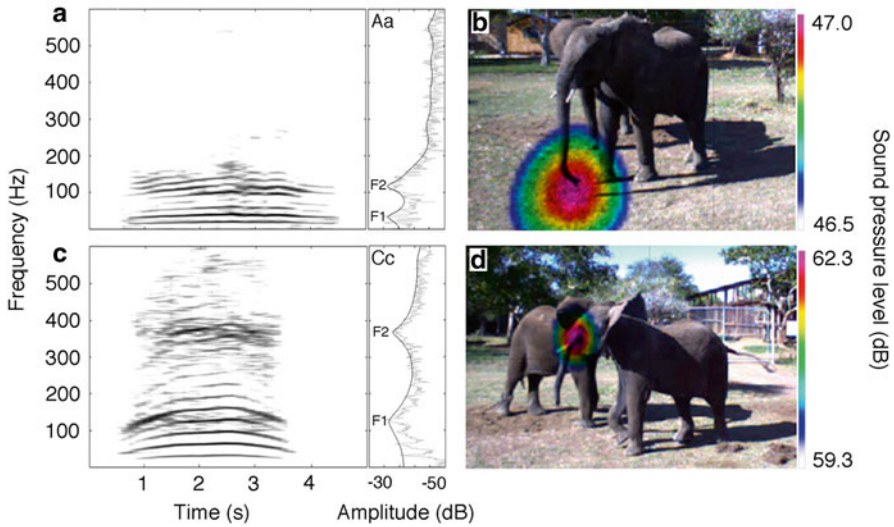 a
Aa
b
500
400
300
200
100
F2
F1
47.0
46.5
c
Cc
d
500
400
300
200
100
F2
F1
62.3
59.3
Frequency (Hz)
Sound pressure level (dB)
1
2
3
4
-30
-50
Time (s)
Amplitude (dB)